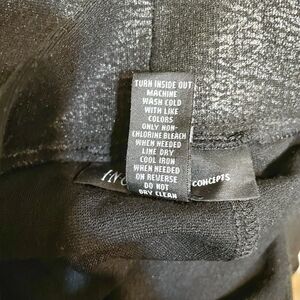 TURN INSIDE OUT
MACHINE
WASH COLD
WITH LIKE
COLORS
ONLY NON-
CHLORINE BLEACH
WHEN NEEDED
LINE DRY
COOL IRON
WHEN NEEDED
ON REVERSE
DO NOT
DRY CLEAN
CONCEPTS